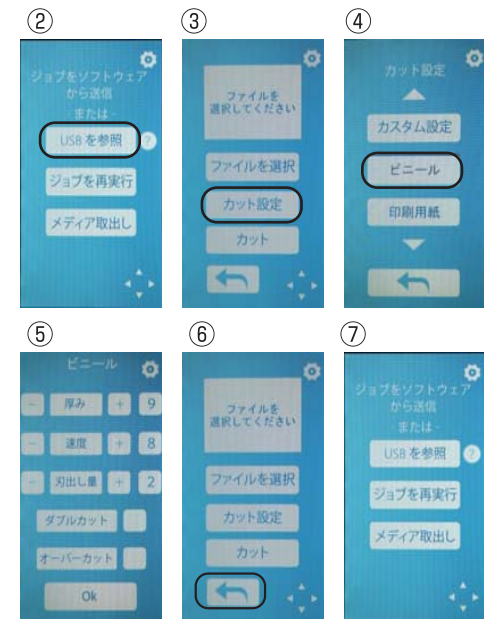 ②
ジョブをソフトウェア
から送信
または -
USB を参照
?
ジョブを再実行
メディア取出し
③
ファイルを
選択してください
ファイルを選択
カット設定
カット
④
カット設定
カスタム設定
ビニール
印刷用紙
⑤
ビニール
- 厚み + 9
- 速度 + 8
- 刃出し量 + 2
ダブルカット
オーバーカット
Ok
⑥
ファイルを
選択してください
ファイルを選択
カット設定
カット
⑦
ジョブをソフトウェア
から送信
または -
USB を参照
?
ジョブを再実行
メディア取出し